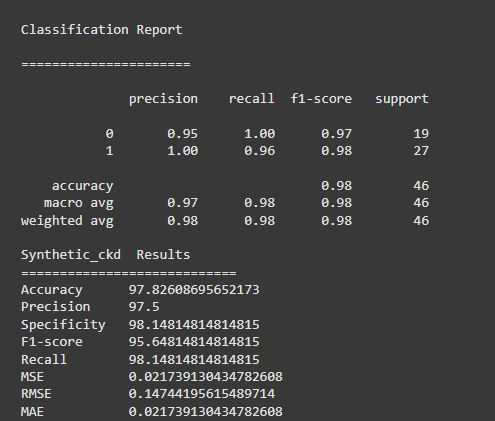 Classification Report
======================
precision recall f1-score support
0 0.95 1.00 0.97 19
1 1.00 0.96 0.98 27
accuracy 0.98 46
macro avg 0.97 0.98 0.98 46
weighted avg 0.98 0.98 0.98 46
Synthetic_ckd Results
============================
Accuracy 97.82608695652173
Precision 97.5
Specificity 98.14814814814815
F1-score 95.64814814814815
Recall 98.14814814814815
MSE 0.021739130434782608
RMSE 0.14744195615489714
MAE 0.021739130434782608